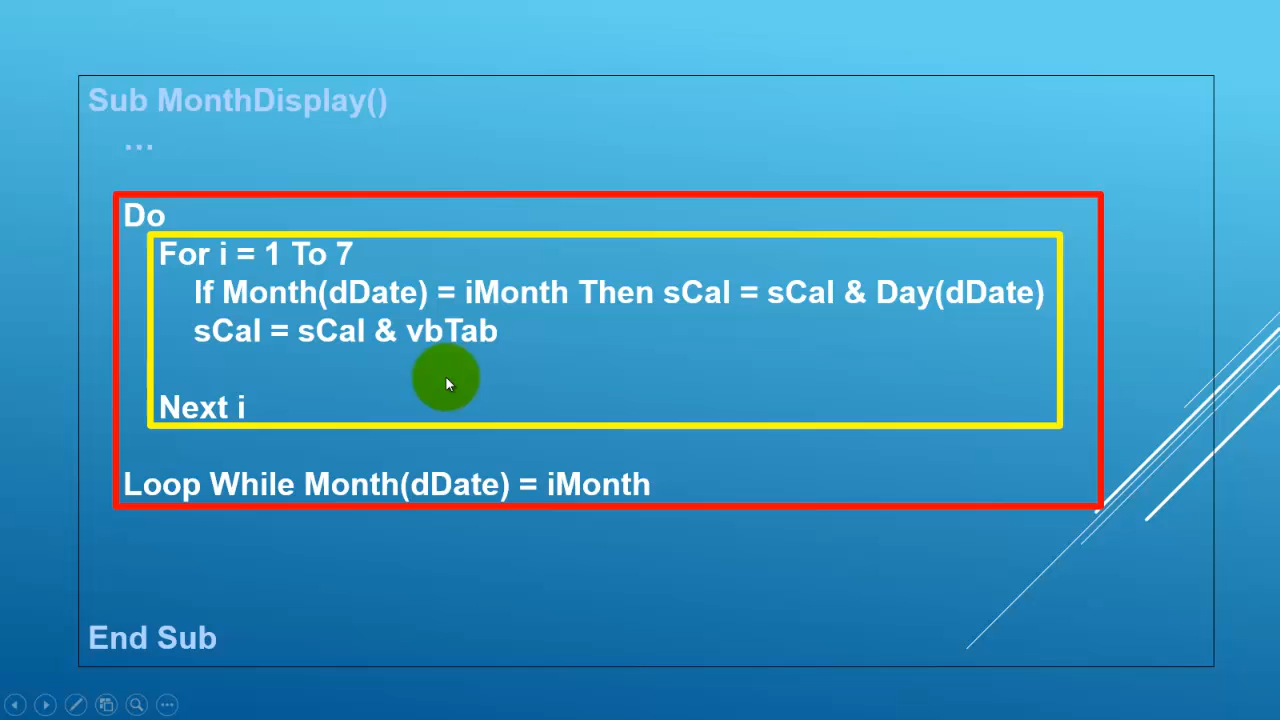 Sub MonthDisplay()
...
Do
For i = 1 To 7
If Month(dDate) = iMonth Then sCal = sCal & Day(dDate)
sCal = sCal & vbTab
Next i
Loop While Month(dDate) = iMonth
End Sub